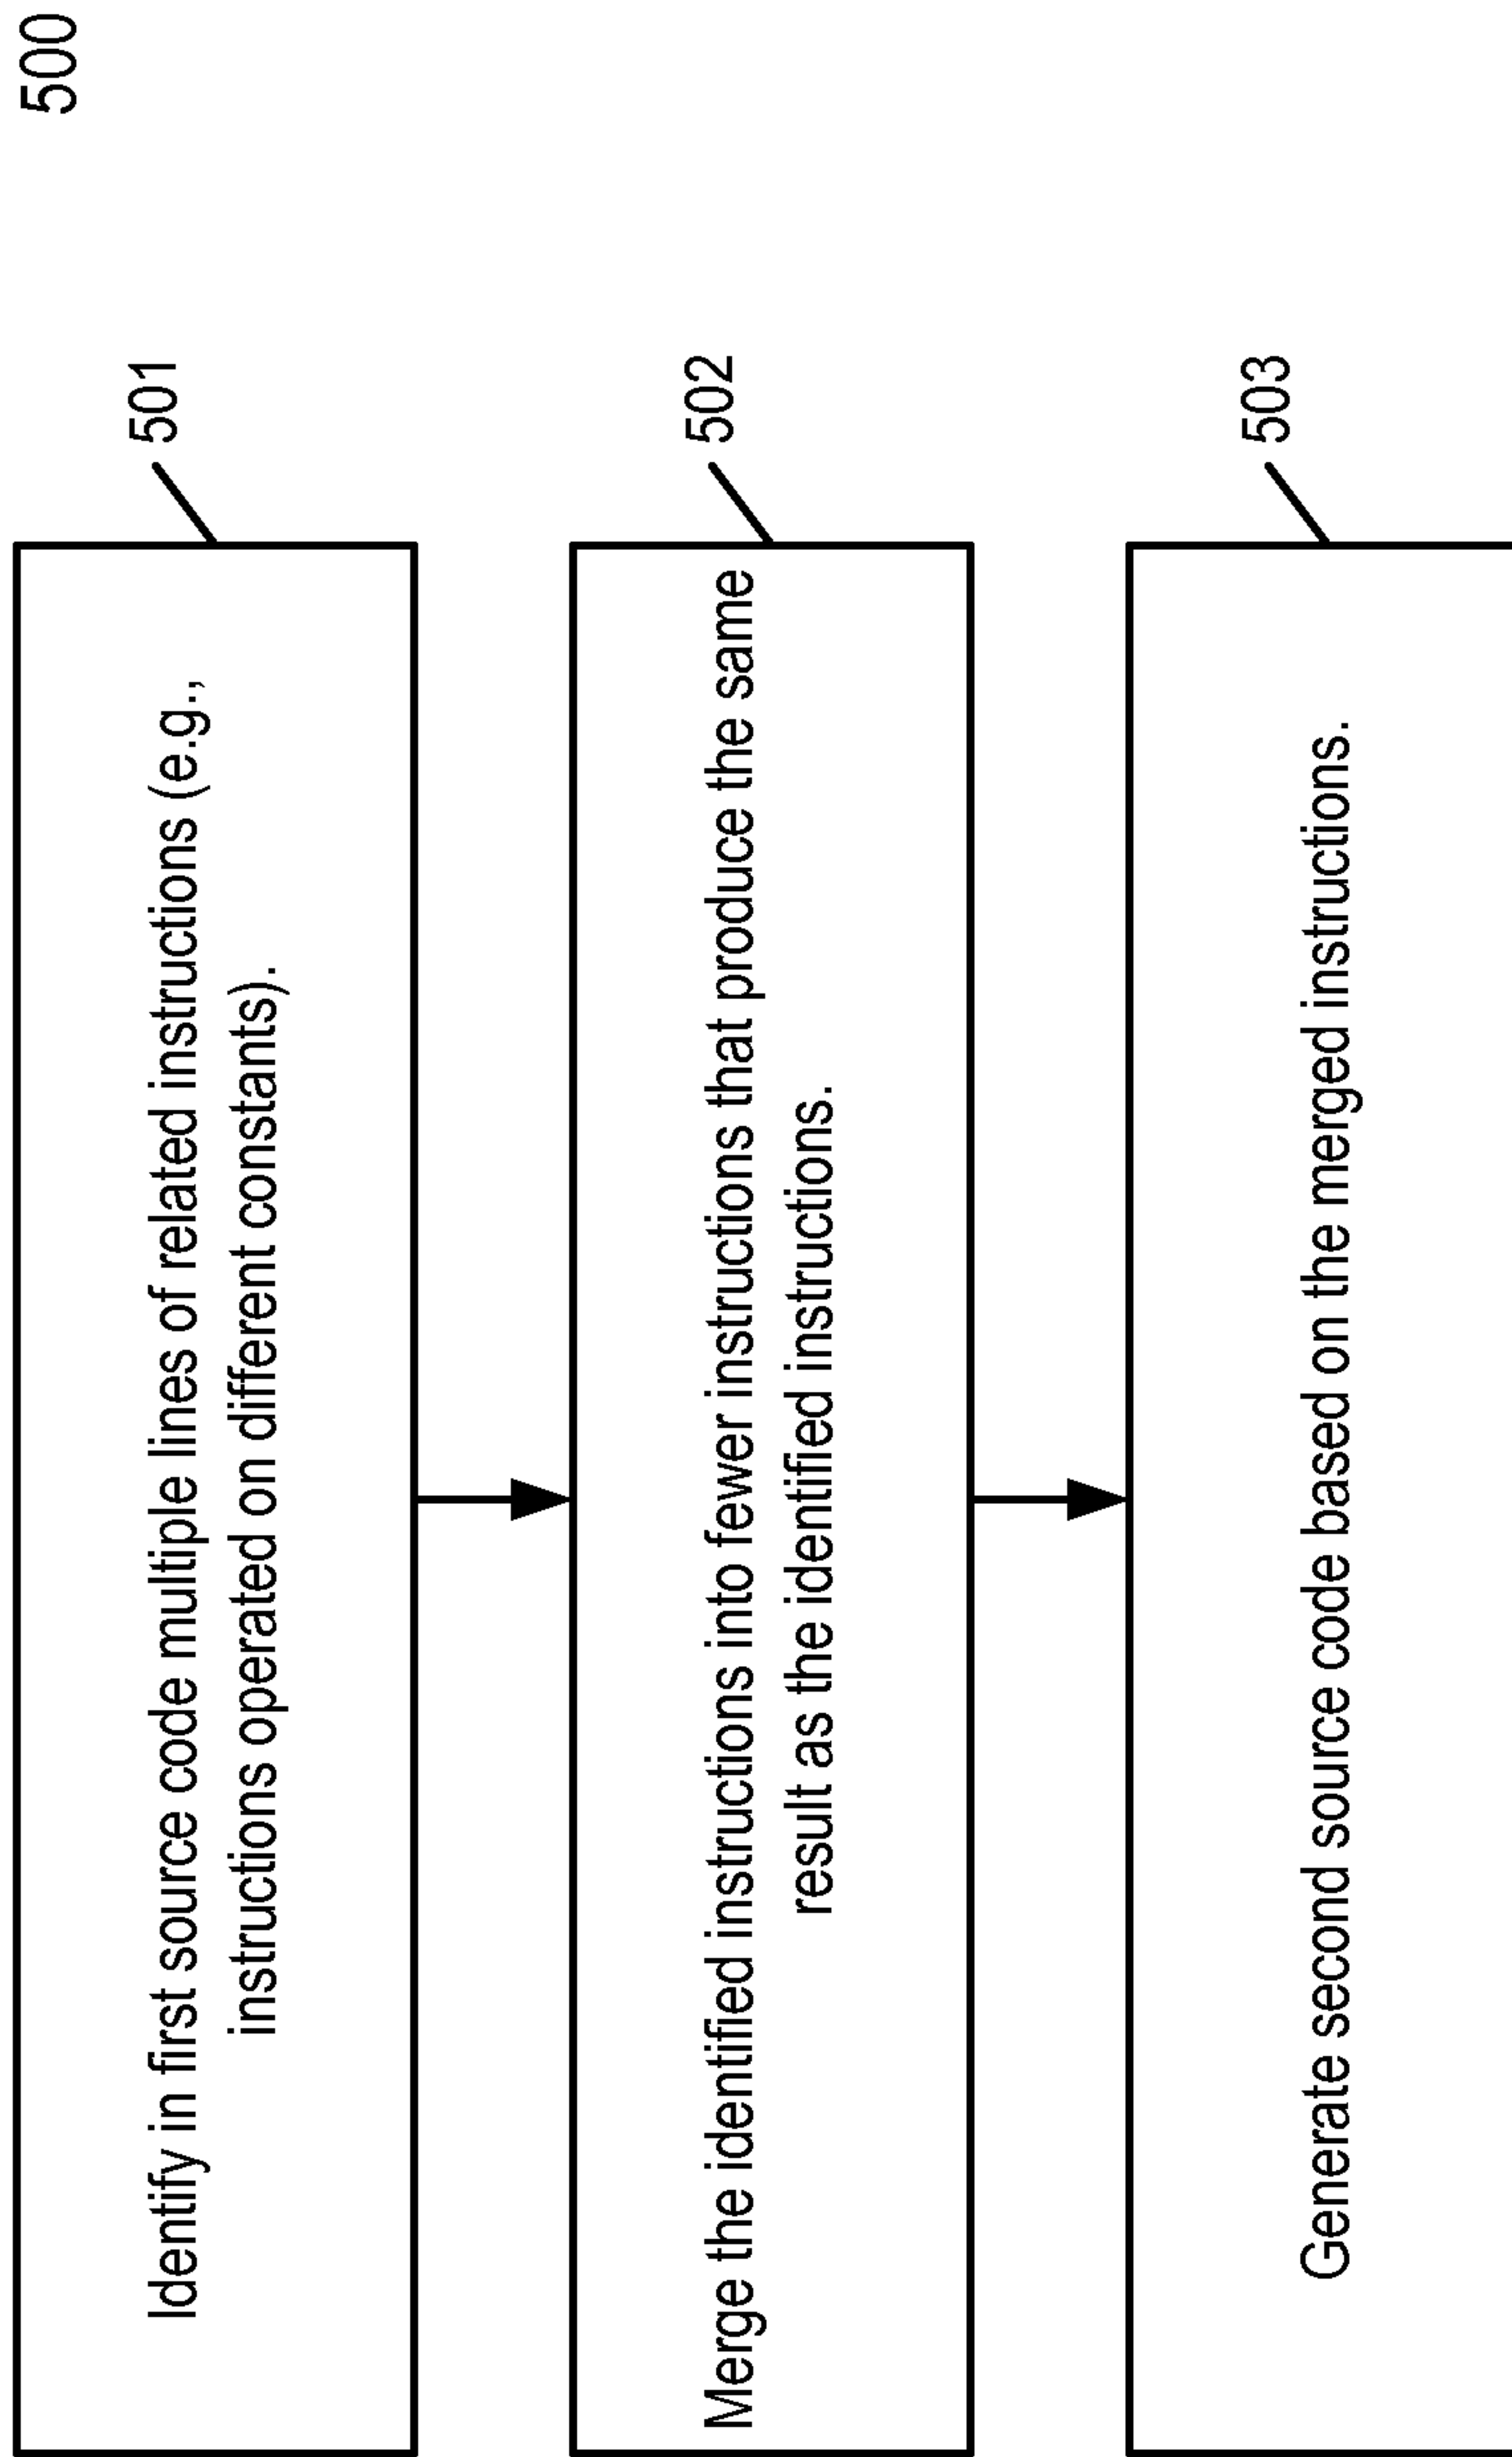 500
501
Identify in first source code multiple lines of related instructions (e.g.,
instructions operated on different constants).
502
Merge the identified instructions into fewer instructions that produce the same
result as the identified instructions.
503
Generate second source code based on the merged instructions.